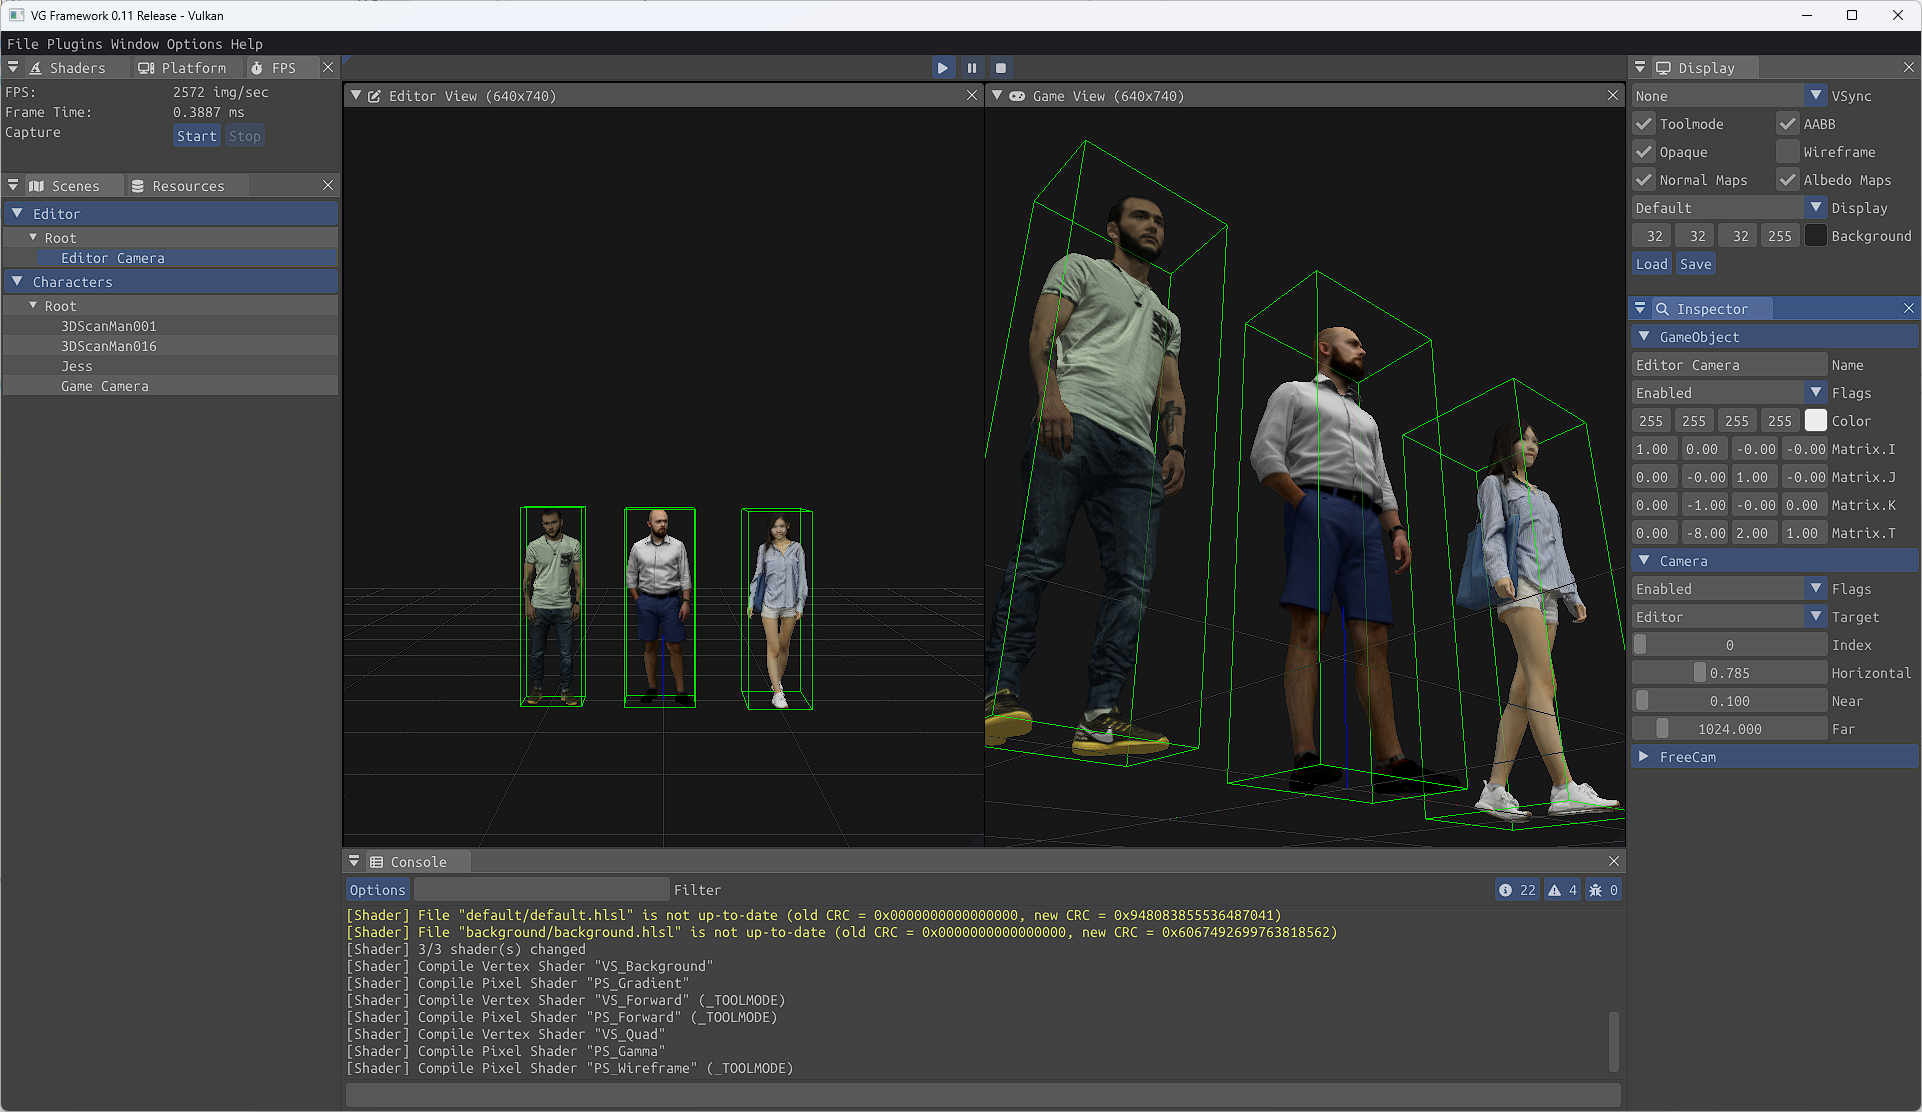 VG Framework 0.11 Release - Vulkan
File Plugins Window Options Help
Shaders Platform FPS
FPS: 2572 img/sec
Frame Time: 0.3887 ms
Capture Start Stop
Scenes Resources
Editor
Root
Editor Camera
Characters
Root
3DScanMan001
3DScanMan016
Jess
Game Camera
Editor View (640x740)
Game View (640x740)
Console
Options Filter 22 4 0
[Shader] File "default/default.hlsl" is not up-to-date (old CRC = 0x0000000000000000, new CRC = 0x948083855536487041)
[Shader] File "background/background.hlsl" is not up-to-date (old CRC = 0x0000000000000000, new CRC = 0x6067492699763818562)
[Shader] 3/3 shader(s) changed
[Shader] Compile Vertex Shader "VS_Background"
[Shader] Compile Pixel Shader "PS_Gradient"
[Shader] Compile Vertex Shader "VS_Forward" (_TOOLMODE)
[Shader] Compile Pixel Shader "PS_Forward" (_TOOLMODE)
[Shader] Compile Vertex Shader "VS_Quad"
[Shader] Compile Pixel Shader "PS_Gamma"
[Shader] Compile Pixel Shader "PS_Wireframe" (_TOOLMODE)
Display
None VSync
Toolmode AABB
Opaque Wireframe
Normal Maps Albedo Maps
Default Display
32 32 32 255 Background
Load Save
Inspector
GameObject
Editor Camera Name
Enabled Flags
255 255 255 255 Color
1.00 0.00 -0.00 -0.00 Matrix.I
0.00 -0.00 1.00 -0.00 Matrix.J
0.00 -1.00 -0.00 0.00 Matrix.K
0.00 -8.00 2.00 1.00 Matrix.T
Camera
Enabled Flags
Editor Target
0 Index
0.785 Horizontal
0.100 Near
1024.000 Far
FreeCam